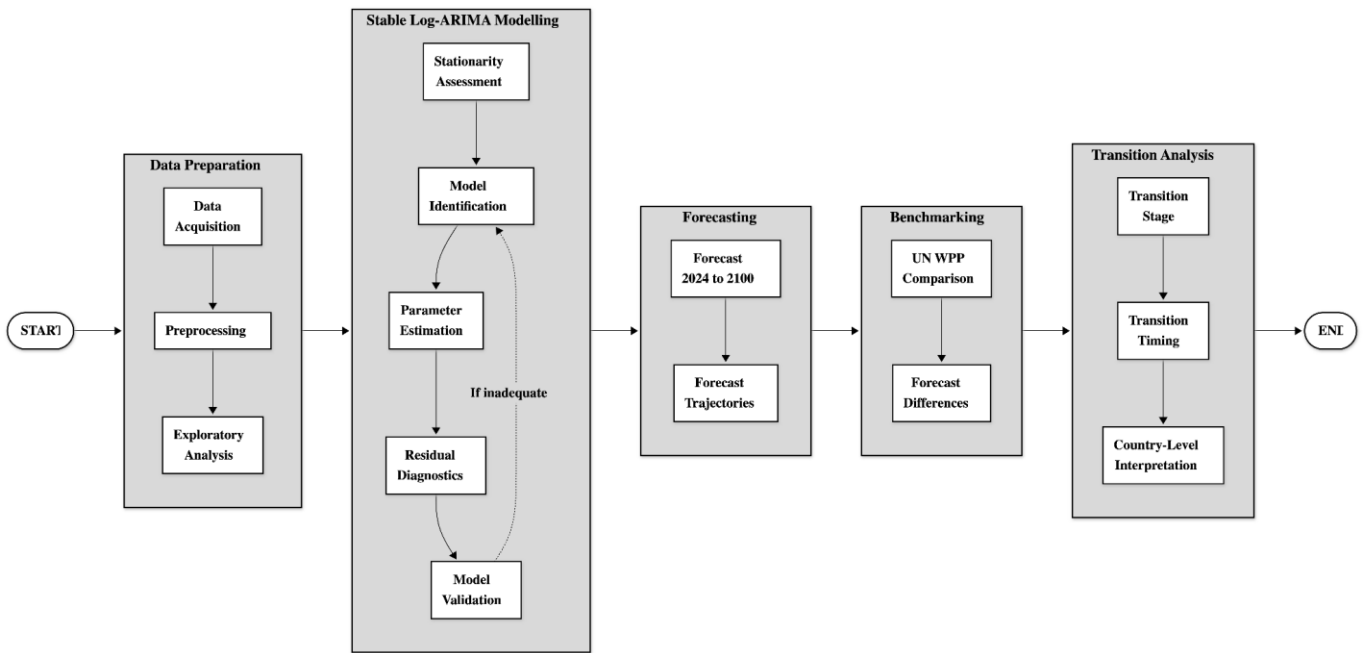 START
Data Preparation
Data
Acquisition
Preprocessing
Exploratory
Analysis
Stable Log-ARIMA Modelling
Stationarity
Assessment
Model
Identification
Parameter
Estimation
If inadequate
Residual
Diagnostics
Model
Validation
Forecasting
Forecast
2024 to 2100
Forecast
Trajectories
Benchmarking
UN WPP
Comparison
Forecast
Differences
Transition Analysis
Transition
Stage
Transition
Timing
Country-Level
Interpretation
END